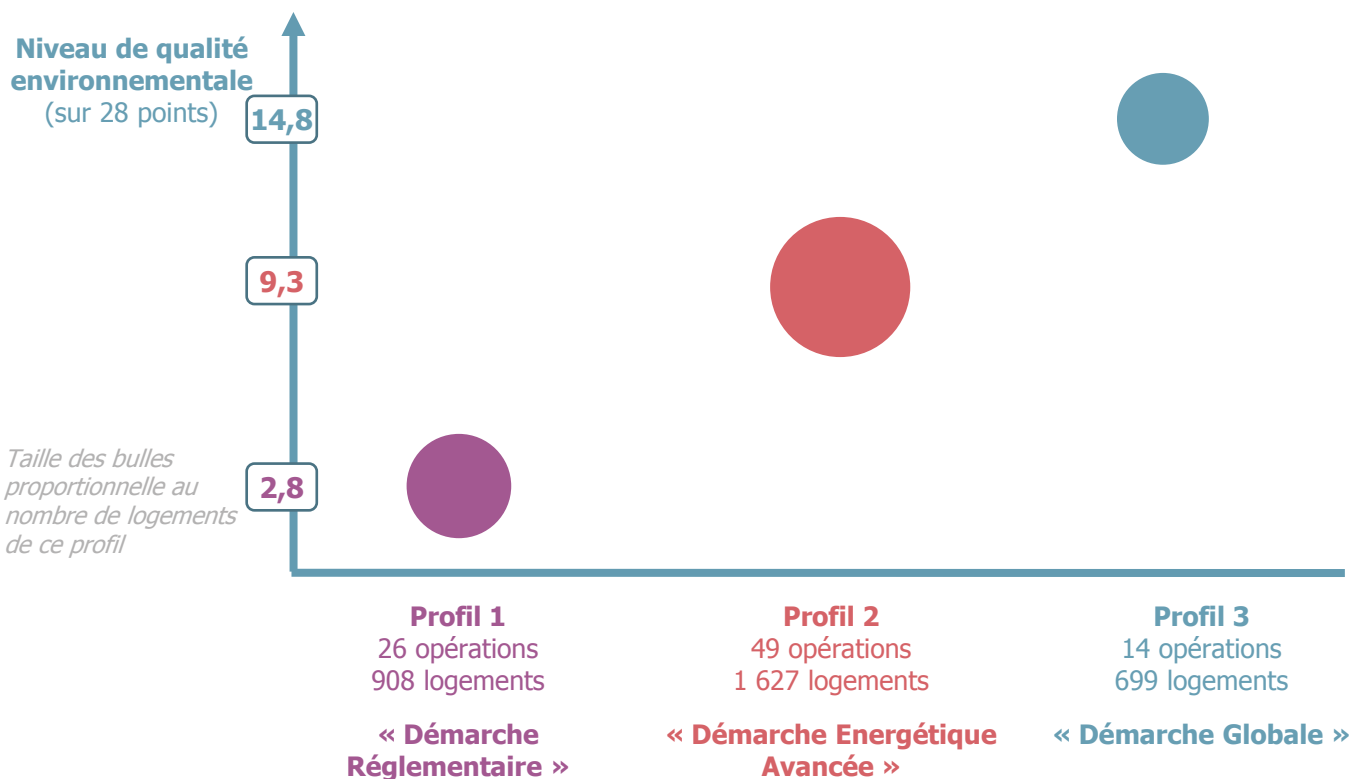 Niveau de qualité
environnementale
(sur 28 points)
14,8
9,3
2,8
Taille des bulles
proportionnelle au
nombre de logements
de ce profil
Profil 1
26 opérations
908 logements
« Démarche
Réglementaire »
Profil 2
49 opérations
1 627 logements
« Démarche Energétique
Avancée »
Profil 3
14 opérations
699 logements
« Démarche Globale »